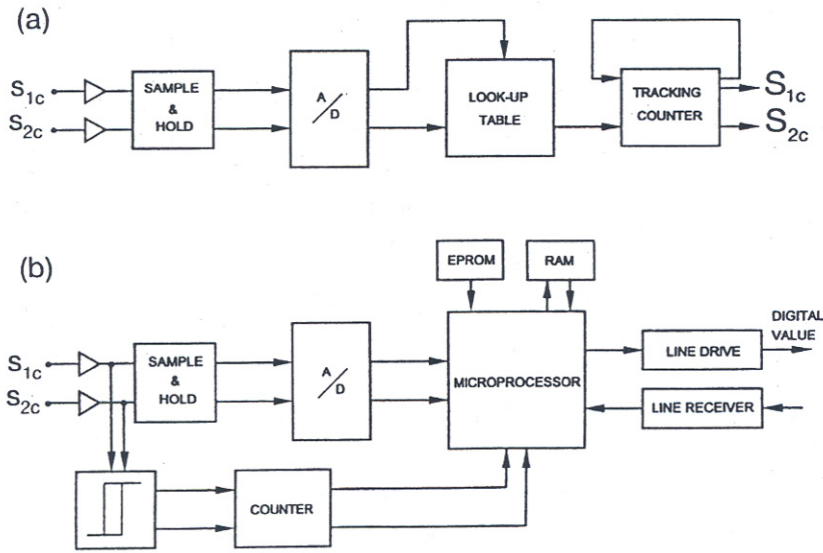 (a)
S1c
S2c
SAMPLE
&
HOLD
A/D
LOOK-UP
TABLE
TRACKING
COUNTER
S1c
S2c
(b)
EPROM
RAM
S1c
S2c
SAMPLE
&
HOLD
A/D
MICROPROCESSOR
LINE DRIVE
DIGITAL
VALUE
LINE RECEIVER
COUNTER